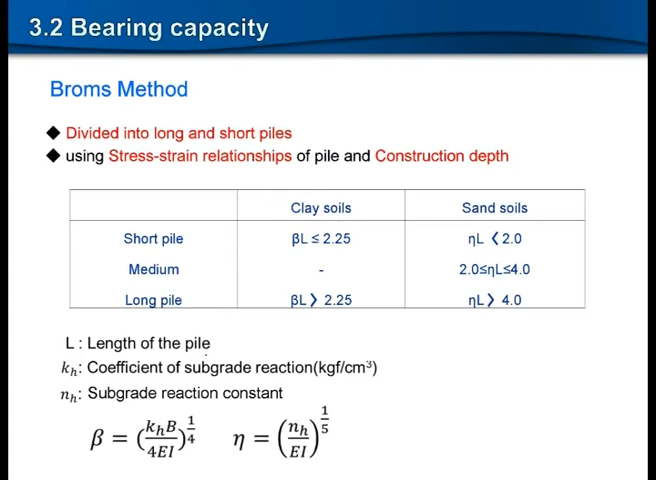 3.2 Bearing capacity
Broms Method
◆ Divided into long and short piles
◆ using Stress-strain relationships of pile and Construction depth
Clay soils Sand soils
Short pile βL ≤ 2.25 ηL〈 2.0
Medium - 2.0≤ηL≤4.0
Long pile βL 〉 2.25 ηL〉 4.0
L : Length of the pile
kₕ: Coefficient of subgrade reaction(kgf/cm³)
nₕ: Subgrade reaction constant
β = (kₕB/4EI)^(1/4) η = (nₕ/EI)^(1/5)